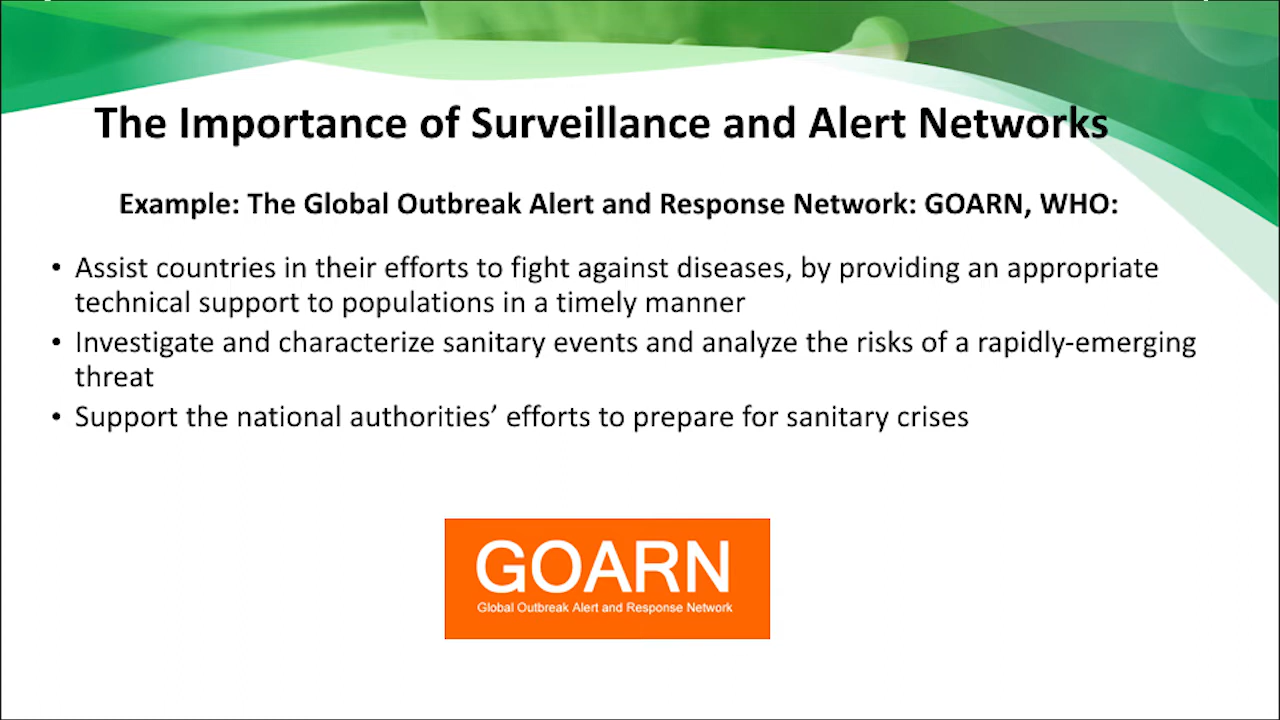 The Importance of Surveillance and Alert Networks
Example: The Global Outbreak Alert and Response Network: GOARN, WHO:
• Assist countries in their efforts to fight against diseases, by providing an appropriate
technical support to populations in a timely manner
• Investigate and characterize sanitary events and analyze the risks of a rapidly-emerging
threat
• Support the national authorities’ efforts to prepare for sanitary crises
GOARN
Global Outbreak Alert and Response Network